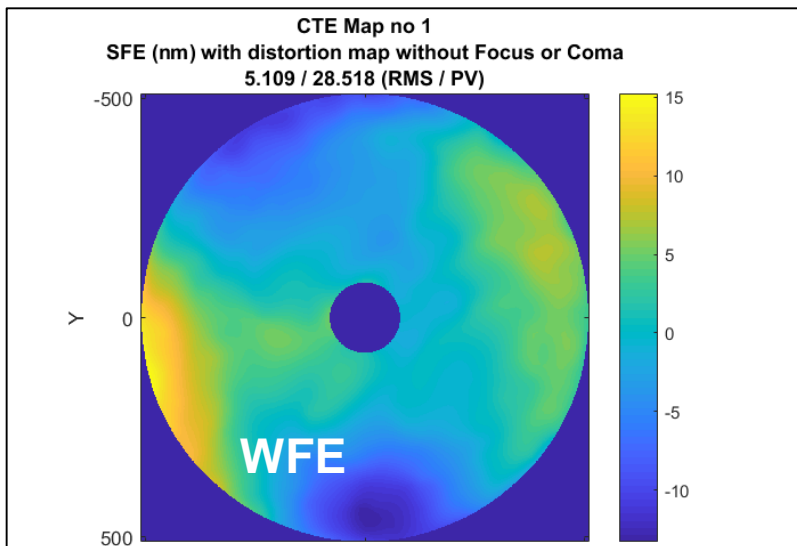 CTE Map no 1
SFE (nm) with distortion map without Focus or Coma
5.109 / 28.518 (RMS / PV)
-500
0
500
Y
WFE
15
10
5
0
-5
-10